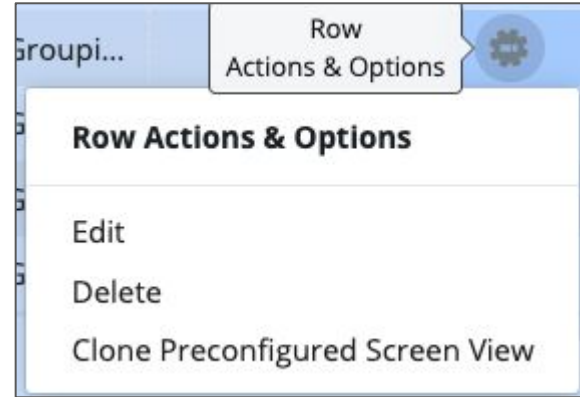 Groupi...
Row
Actions & Options
Row Actions & Options
Edit
Delete
Clone Preconfigured Screen View